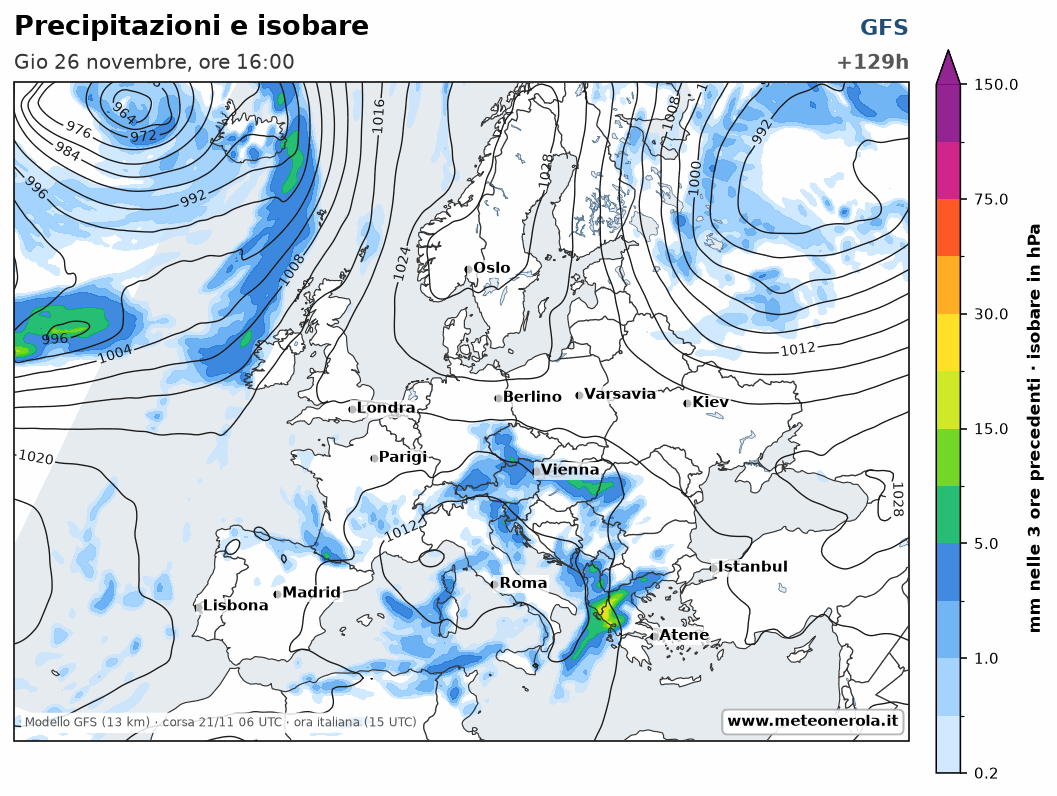 Precipitazioni e isobare
GFS
Gio 26 novembre, ore 16:00
+129h
964
972
976
984
992
996
1008
1016
1024
1028
1008
1000
992
996
1004
1012
1020
1012
1028
Oslo
Berlino
Varsavia
Kiev
Londra
Parigi
Vienna
Istanbul
Roma
Madrid
Lisbona
Atene
Modello GFS (13 km) · corsa 21/11 06 UTC · ora italiana (15 UTC)
www.meteonerola.it
150.0
75.0
30.0
15.0
5.0
1.0
0.2
mm nelle 3 ore precedenti · isobare in hPa